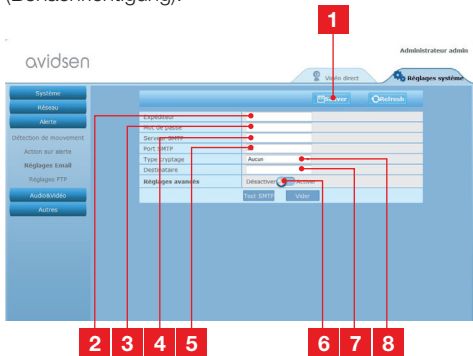 (Benachrichtigung).
1
Administrateur admin
avidsen
Vidéo direct
Réglages système
Système
Réseau
Alerte
Détection de mouvement
Action sur alerte
Réglages Email
Réglages FTP
Audio&Vidéo
Autres
Refresh
Expéditeur
Mot de passe
Serveur SMTP
Port SMTP
Type cryptage
Aucun
Destinataire
Réglages avancés
Désactiver
Activer
Test SMTP
Vider
2
3
4
5
6
7
8